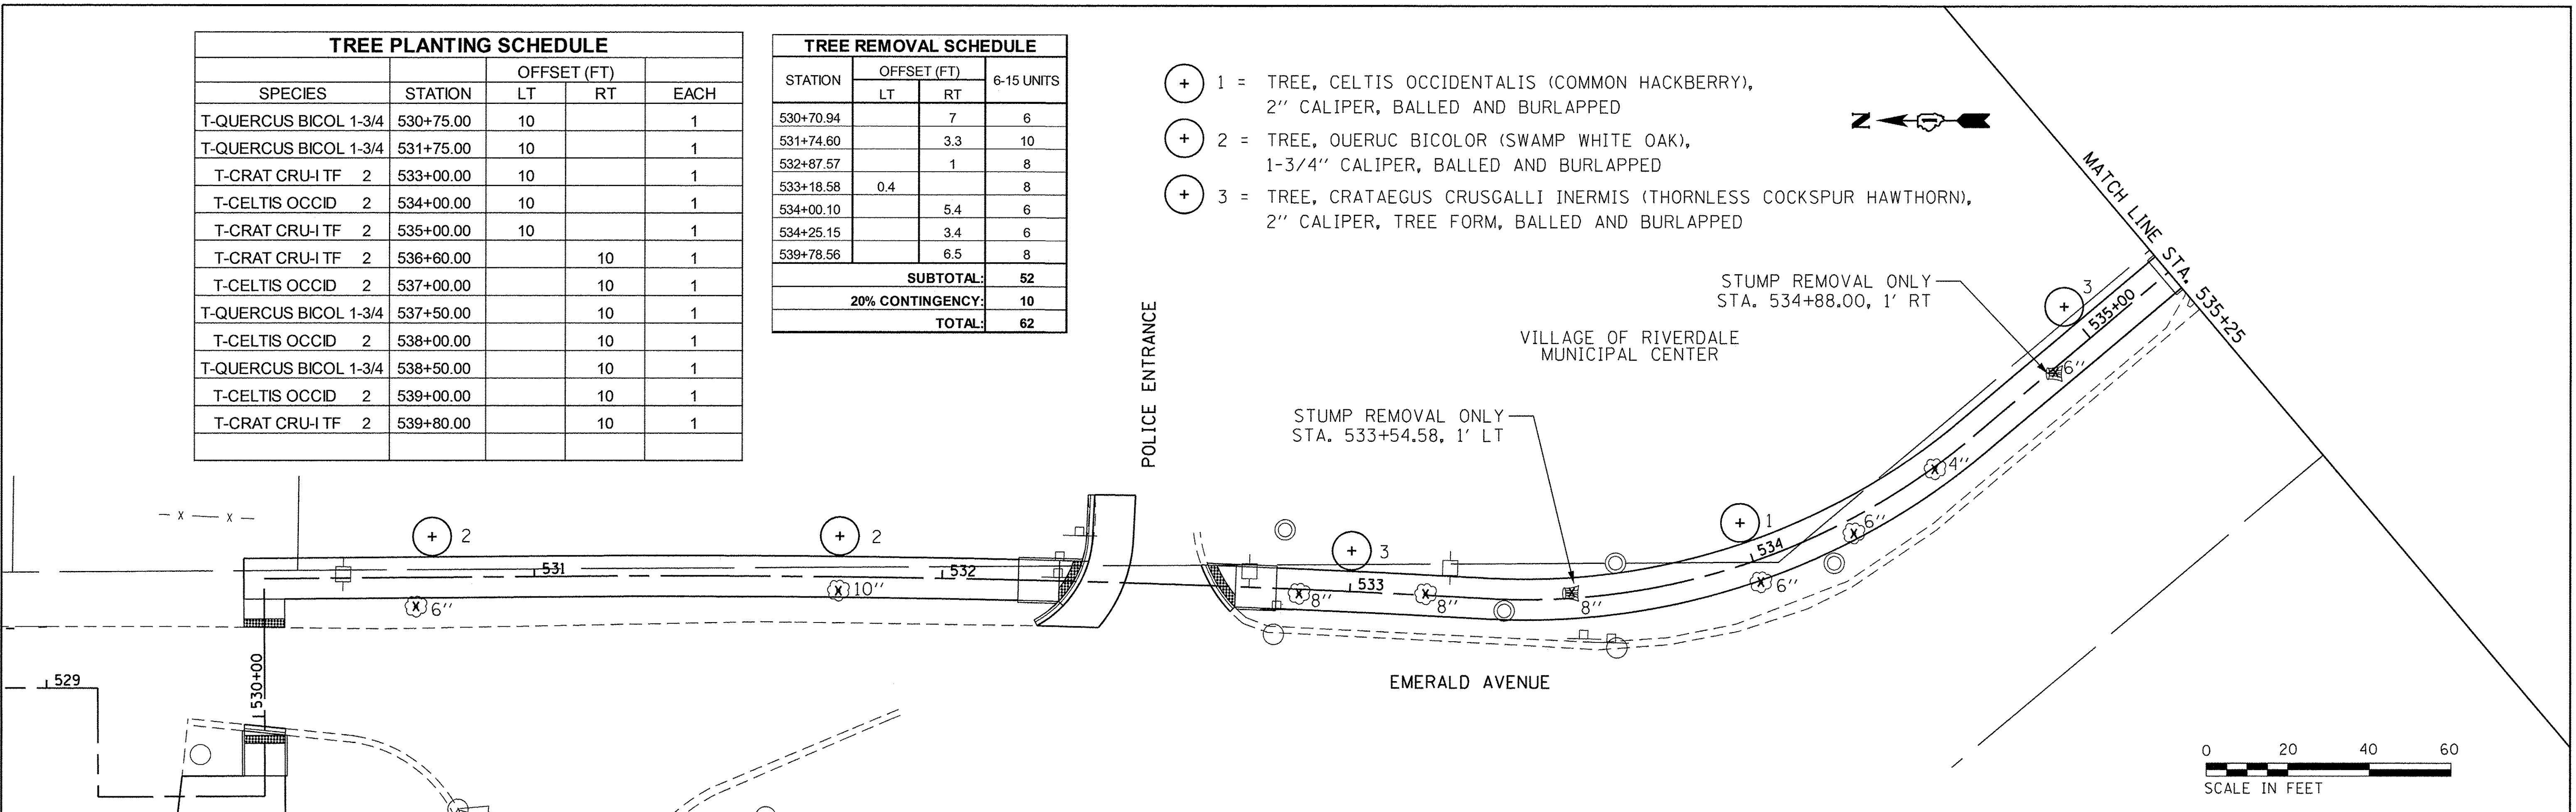 TREE PLANTING SCHEDULE
OFFSET (FT)
SPECIES STATION LT RT EACH
T-QUERCUS BICOL 1-3/4 530+75.00 10 1
T-QUERCUS BICOL 1-3/4 531+75.00 10 1
T-CRAT CRU-I TF 2 533+00.00 10 1
T-CELTIS OCCID 2 534+00.00 10 1
T-CRAT CRU-I TF 2 535+00.00 10 1
T-CRAT CRU-I TF 2 536+60.00 10 1
T-CELTIS OCCID 2 537+00.00 10 1
T-QUERCUS BICOL 1-3/4 537+50.00 10 1
T-CELTIS OCCID 2 538+00.00 10 1
T-QUERCUS BICOL 1-3/4 538+50.00 10 1
T-CELTIS OCCID 2 539+00.00 10 1
T-CRAT CRU-I TF 2 539+80.00 10 1
TREE REMOVAL SCHEDULE
STATION OFFSET (FT) 6-15 UNITS
LT RT
530+70.94 7 6
531+74.60 3.3 10
532+87.57 1 8
533+18.58 0.4 8
534+00.10 5.4 6
534+25.15 3.4 6
539+78.56 6.5 8
SUBTOTAL: 52
20% CONTINGENCY: 10
TOTAL: 62
+ 1 = TREE, CELTIS OCCIDENTALIS (COMMON HACKBERRY),
2'' CALIPER, BALLED AND BURLAPPED
+ 2 = TREE, OUERUC BICOLOR (SWAMP WHITE OAK),
1-3/4'' CALIPER, BALLED AND BURLAPPED
+ 3 = TREE, CRATAEGUS CRUSGALLI INERMIS (THORNLESS COCKSPUR HAWTHORN),
2'' CALIPER, TREE FORM, BALLED AND BURLAPPED
N
MATCH LINE STA. 535+25
STUMP REMOVAL ONLY
STA. 534+88.00, 1' RT
VILLAGE OF RIVERDALE
MUNICIPAL CENTER
POLICE ENTRANCE
STUMP REMOVAL ONLY
STA. 533+54.58, 1' LT
3
535+00
6''
4''
6''
6''
1
534
X X
2
2
3
531
532
533
6''
10''
8''
8''
8''
529
530+00
EMERALD AVENUE
0 20 40 60
SCALE IN FEET